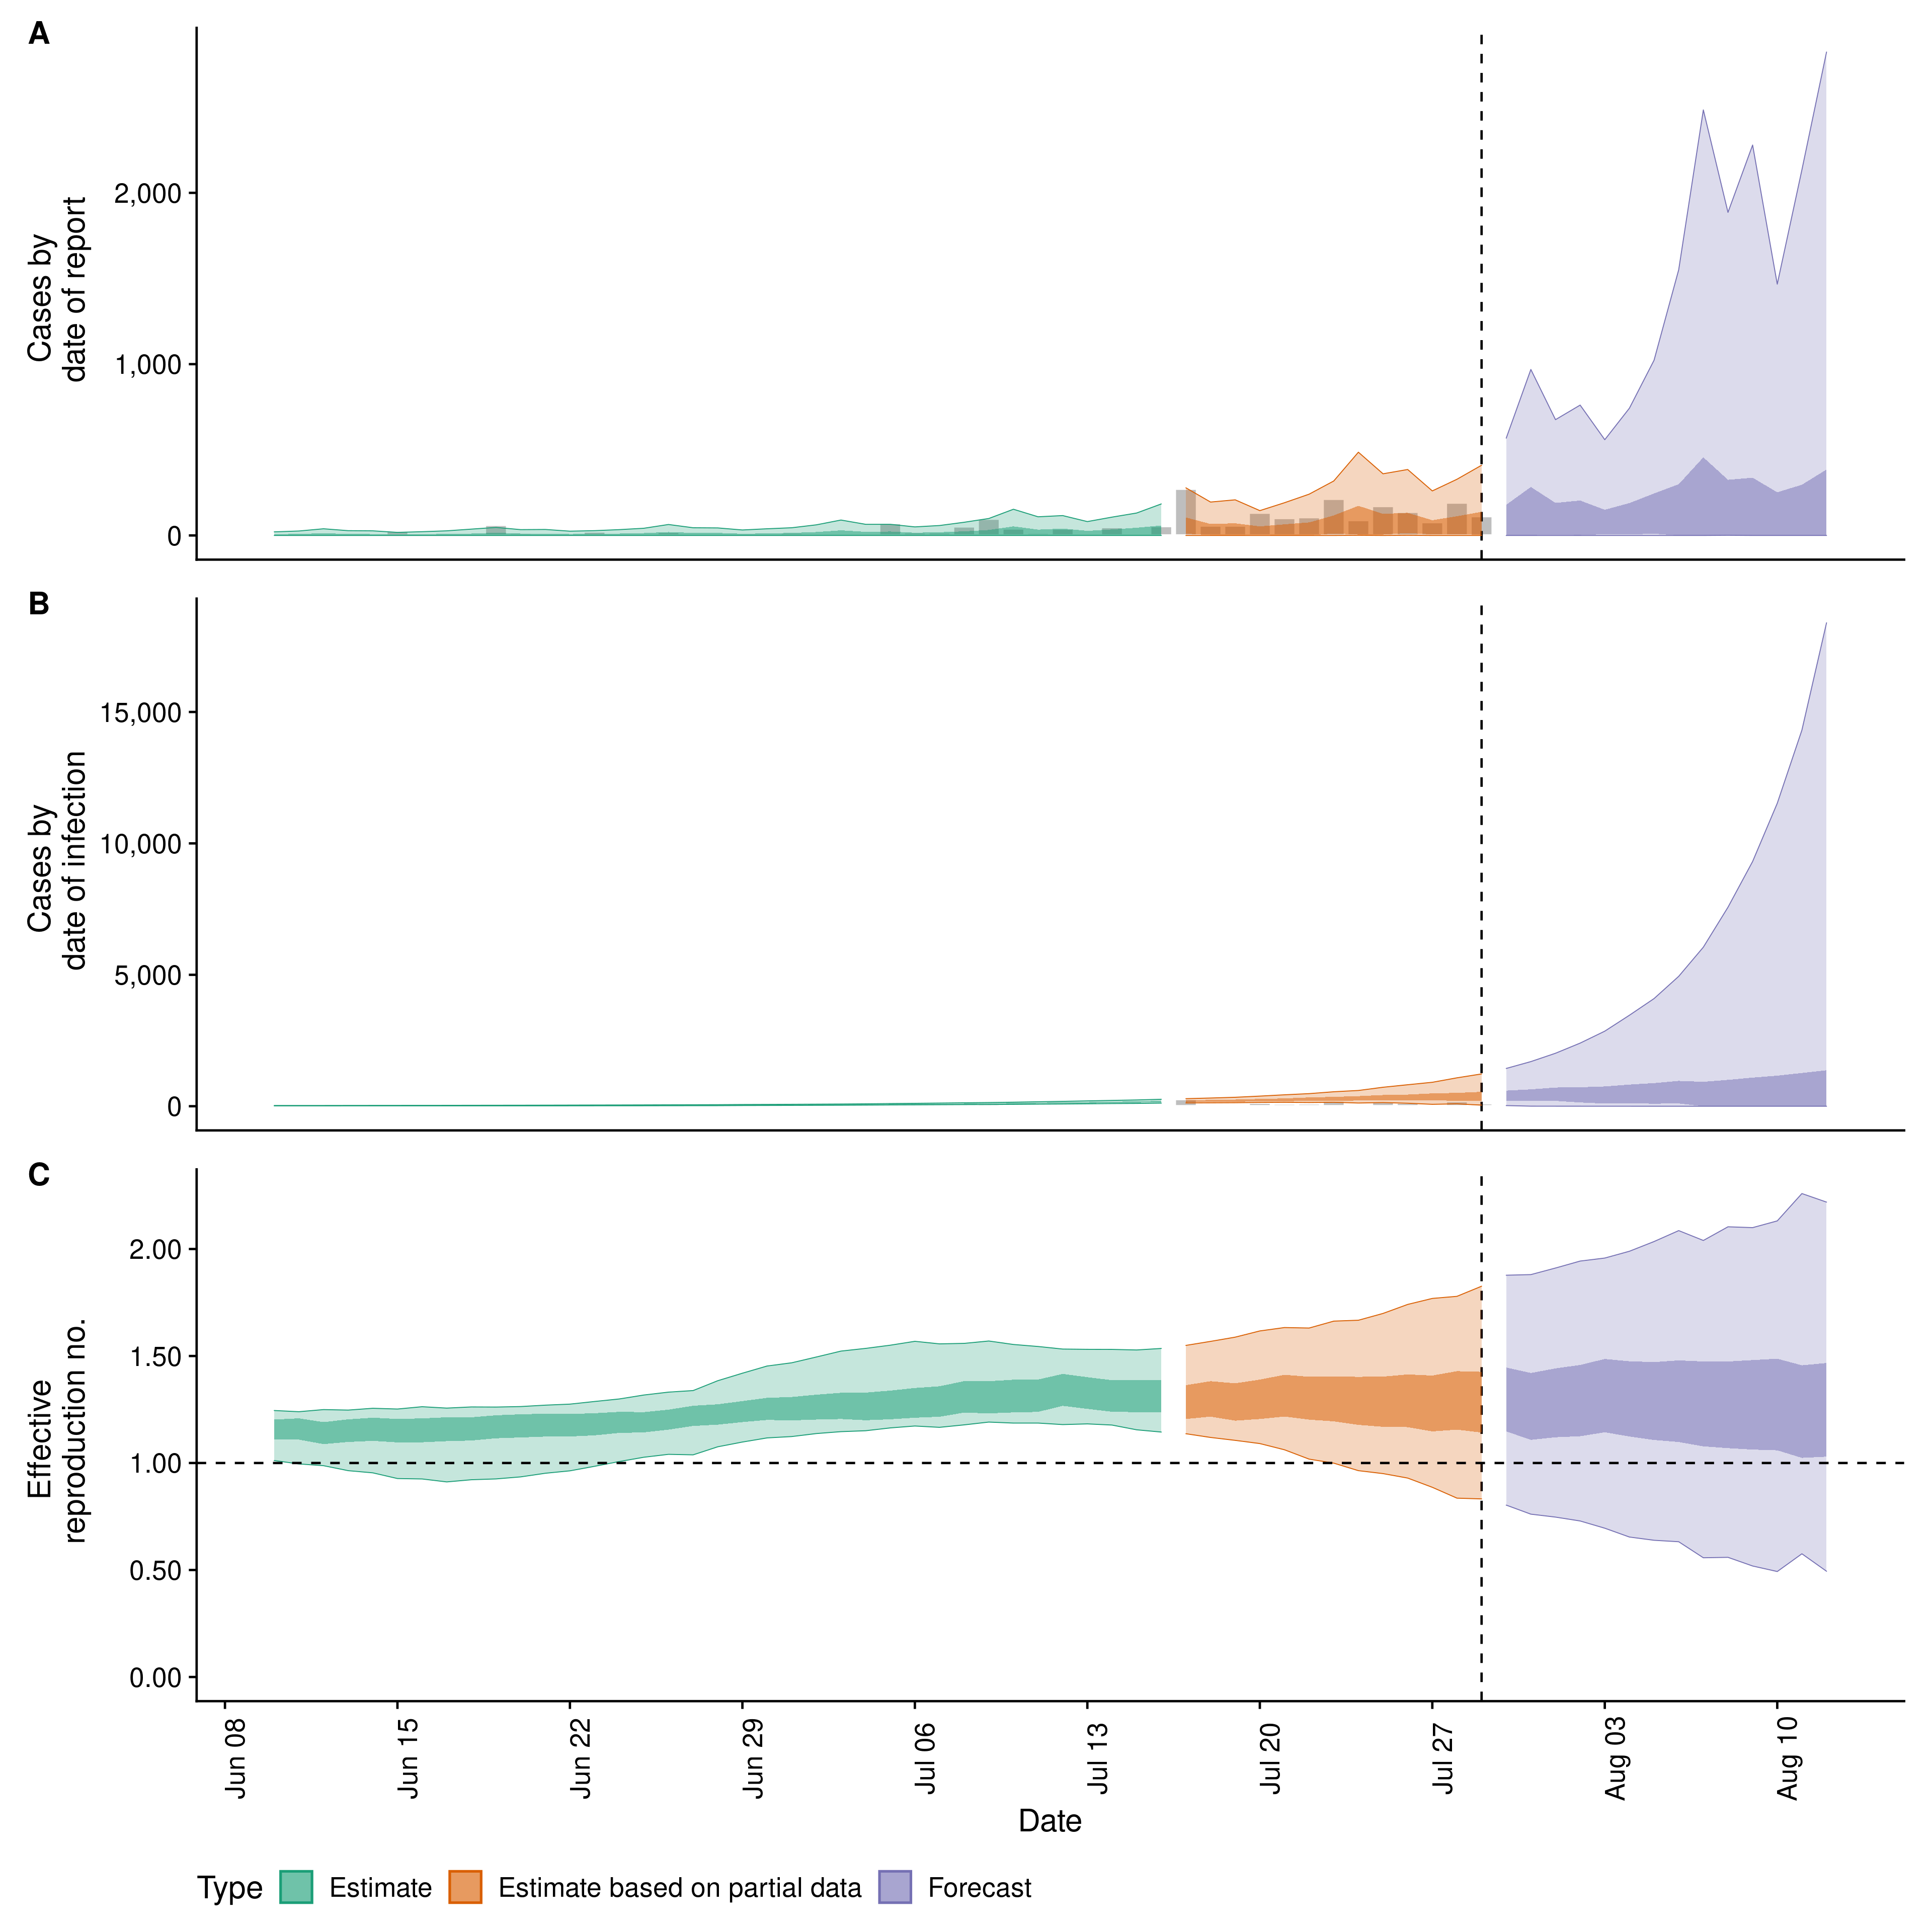 A
Cases by
date of report
2,000
1,000
0
B
Cases by
date of infection
15,000
10,000
5,000
0
C
Effective
reproduction no.
2.00
1.50
1.00
0.50
0.00
Jun 08
Jun 15
Jun 22
Jun 29
Jul 06
Jul 13
Jul 20
Jul 27
Aug 03
Aug 10
Date
Type
Estimate
Estimate based on partial data
Forecast